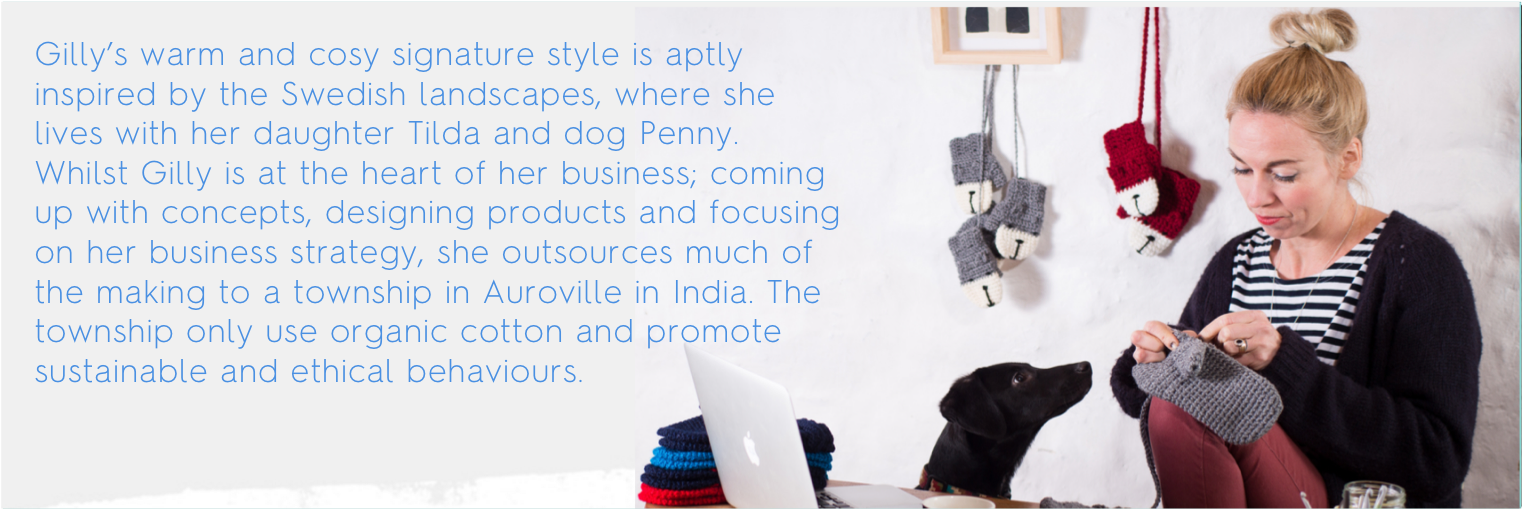 Gilly’s warm and cosy signature style is aptly
inspired by the Swedish landscapes, where she
lives with her daughter Tilda and dog Penny.
Whilst Gilly is at the heart of her business; coming
up with concepts, designing products and focusing
on her business strategy, she outsources much of
the making to a township in Auroville in India. The
township only use organic cotton and promote
sustainable and ethical behaviours.